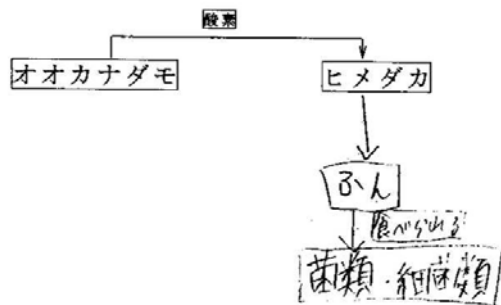 酸素
オオカナダモ
ヒメダカ
ふん
食べられる
菌類・細菌類